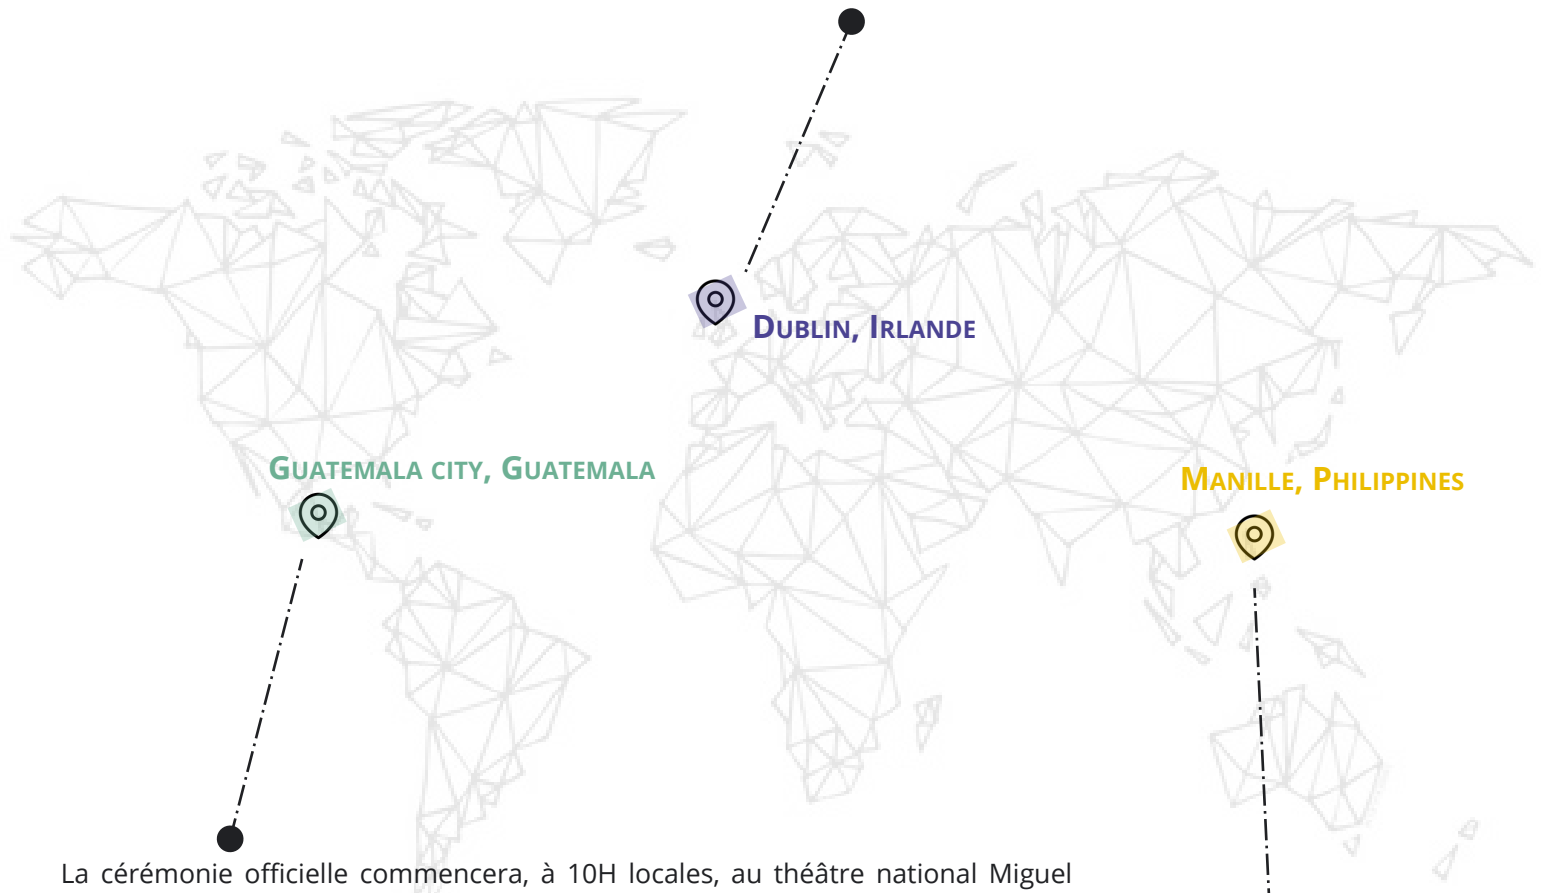 Dublin, Irlande
Guatemala city, Guatemala
Manille, Philippines
La cérémonie officielle commencera, à 10H locales, au théâtre national Miguel